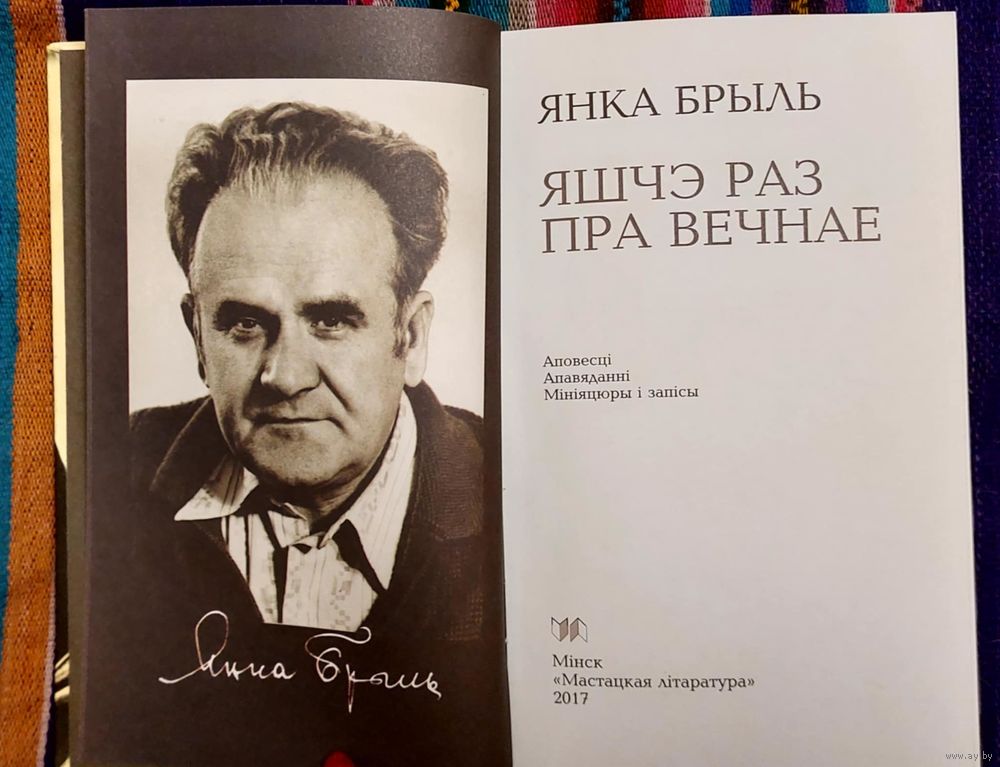 Янка Брыль
ЯНКА БРЫЛЬ
ЯШЧЭ РАЗ
ПРА ВЕЧНАЕ
Аповесці
Апавяданні
Мініяцюры і запісы
Мінск
«Мастацкая літаратура»
2017
www.ay.by